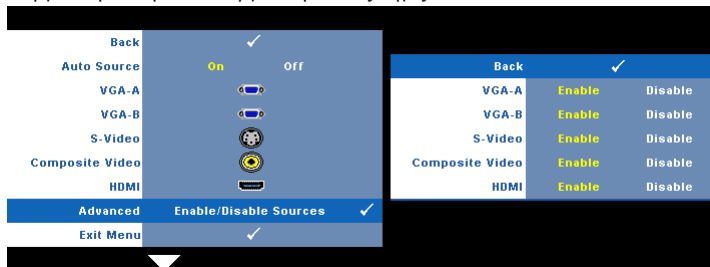 Back
Auto Source On Off
VGA-A
VGA-B
S-Video
Composite Video
HDMI
Advanced Enable/Disable Sources
Exit Menu
Back
VGA-A Enable Disable
VGA-B Enable Disable
S-Video Enable Disable
Composite Video Enable Disable
HDMI Enable Disable